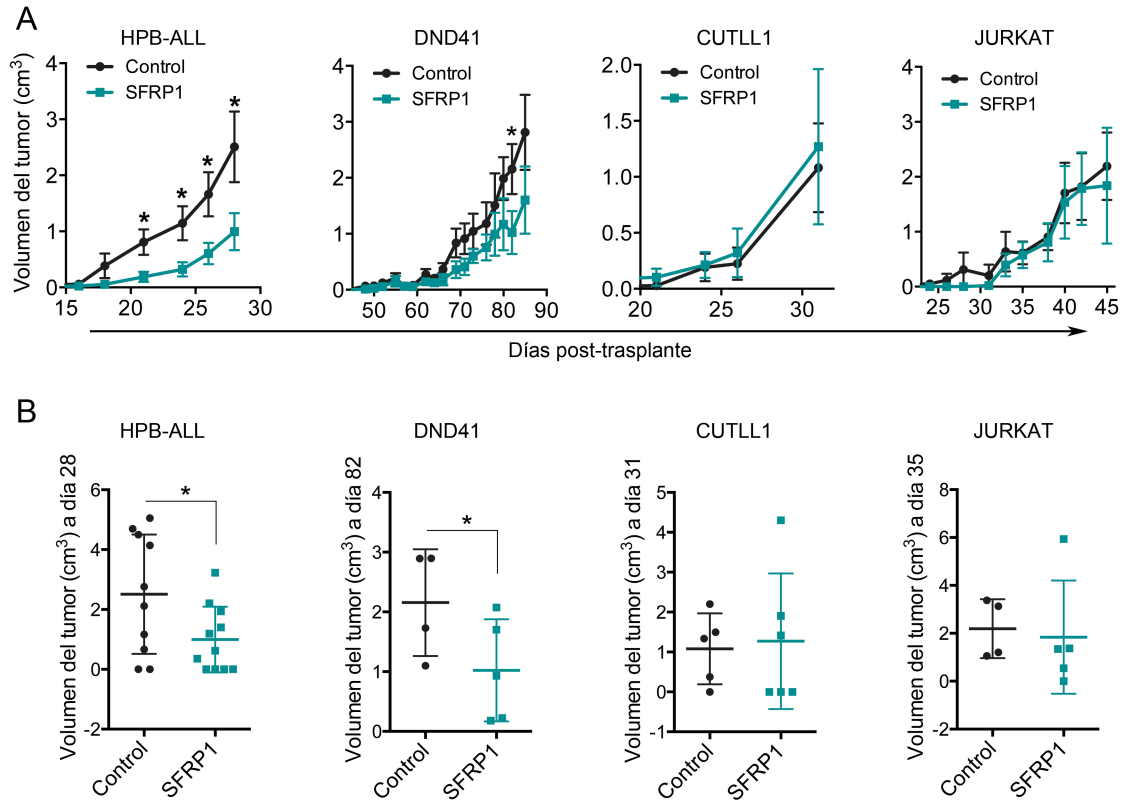 A
HPB-ALL
DND41
CUTLL1
JURKAT
Volumen del tumor (cm³)
4
3
2
1
0
Control
SFRP1
*
*
*
*
15 20 25 30
4
3
2
1
0
Control
SFRP1
*
50 60 70 80 90
2.0
1.5
1.0
0.5
0.0
Control
SFRP1
20 25 30
4
3
2
1
0
Control
SFRP1
25 30 35 40 45
Días post-trasplante
B
HPB-ALL
DND41
CUTLL1
JURKAT
Volumen del tumor (cm³) a día 28
6
4
2
0
-2
*
Control
SFRP1
Volumen del tumor (cm³) a día 82
4
3
2
1
0
*
Control
SFRP1
Volumen del tumor (cm³) a día 31
5
4
3
2
1
0
-1
Control
SFRP1
Volumen del tumor (cm³) a día 35
8
6
4
2
0
-2
Control
SFRP1